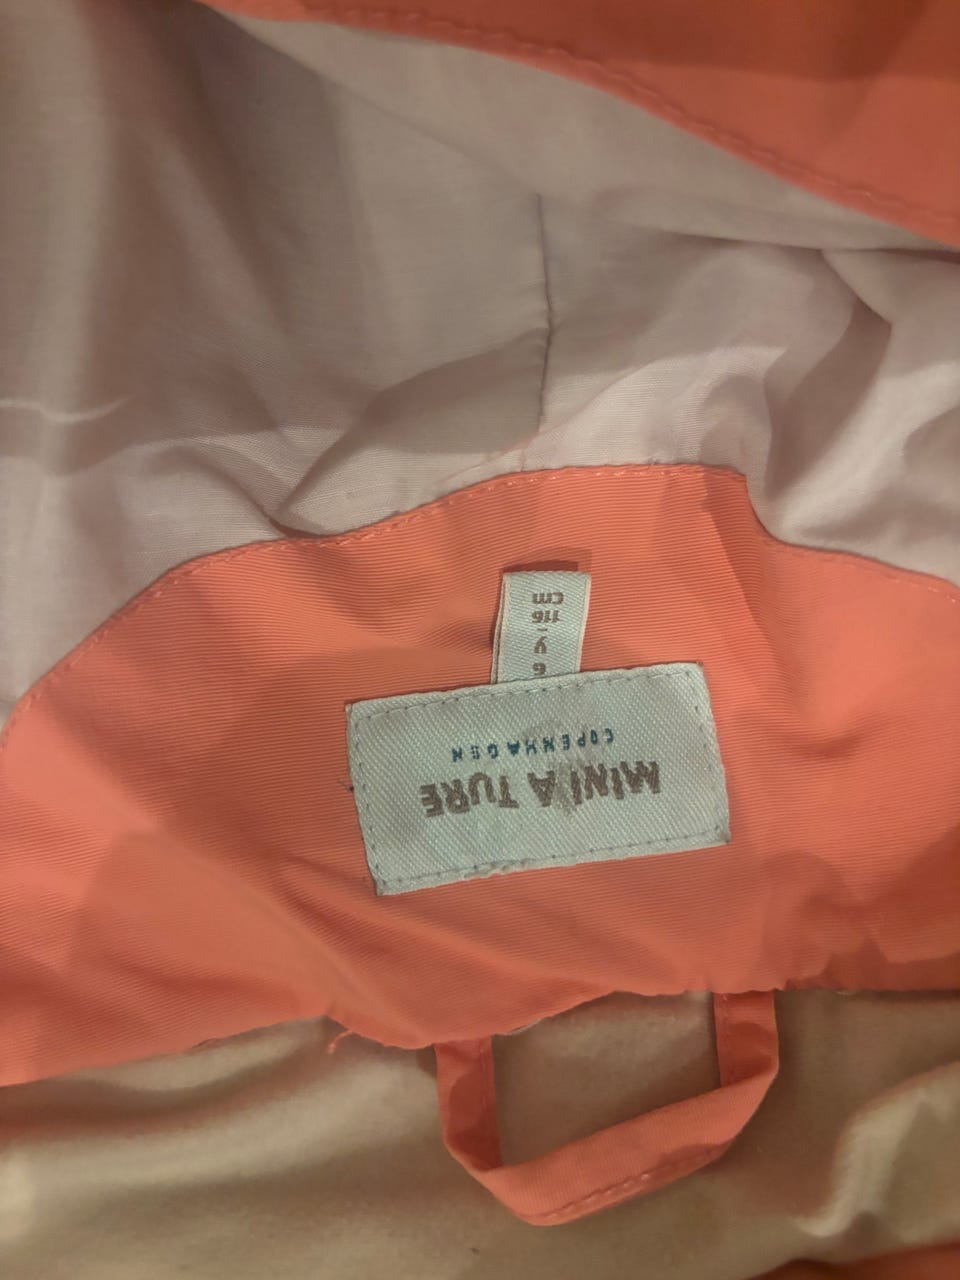 MINI A TURE
COPENHAGEN
6
Y-
116
cm